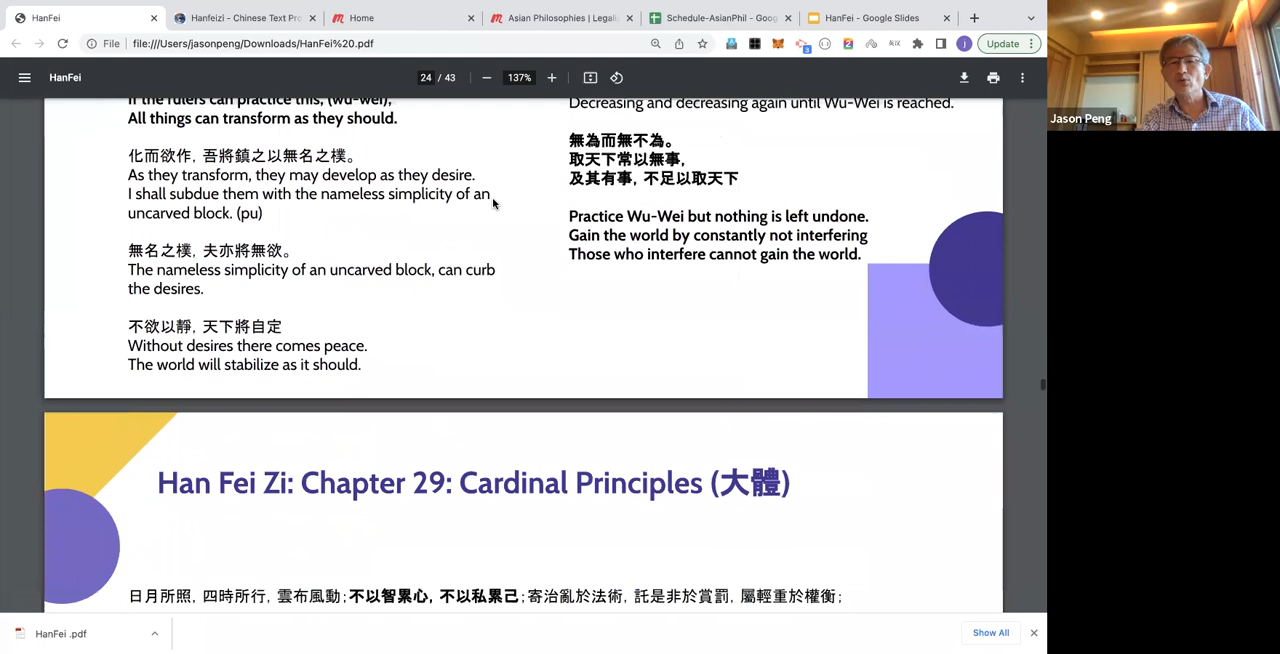 HanFei
Hanfeizi - Chinese Text Pro
Home
Asian Philosophies | Legali
Schedule-AsianPhil - Goog
HanFei - Google Slides
File
file:///Users/jasonpeng/Downloads/HanFei%20.pdf
3
j
Update
HanFei
24 / 43
137%
Jason Peng
If the rulers can practice this, (wu-wei),
All things can transform as they should.
化而欲作, 吾將鎮之以無名之樸。
As they transform, they may develop as they desire.
I shall subdue them with the nameless simplicity of an
uncarved block. (pu)
無名之樸, 夫亦將無欲。
The nameless simplicity of an uncarved block, can curb
the desires.
不欲以靜, 天下將自定
Without desires there comes peace.
The world will stabilize as it should.
Decreasing and decreasing again until Wu-Wei is reached.
無為而無不為。
取天下常以無事,
及其有事, 不足以取天下
Practice Wu-Wei but nothing is left undone.
Gain the world by constantly not interfering
Those who interfere cannot gain the world.
Han Fei Zi: Chapter 29: Cardinal Principles (大體)
日月所照, 四時所行, 雲布風動; 不以智累心, 不以私累己; 寄治亂於法術, 託是非於賞罰, 屬輕重於權衡;
HanFei .pdf
Show All